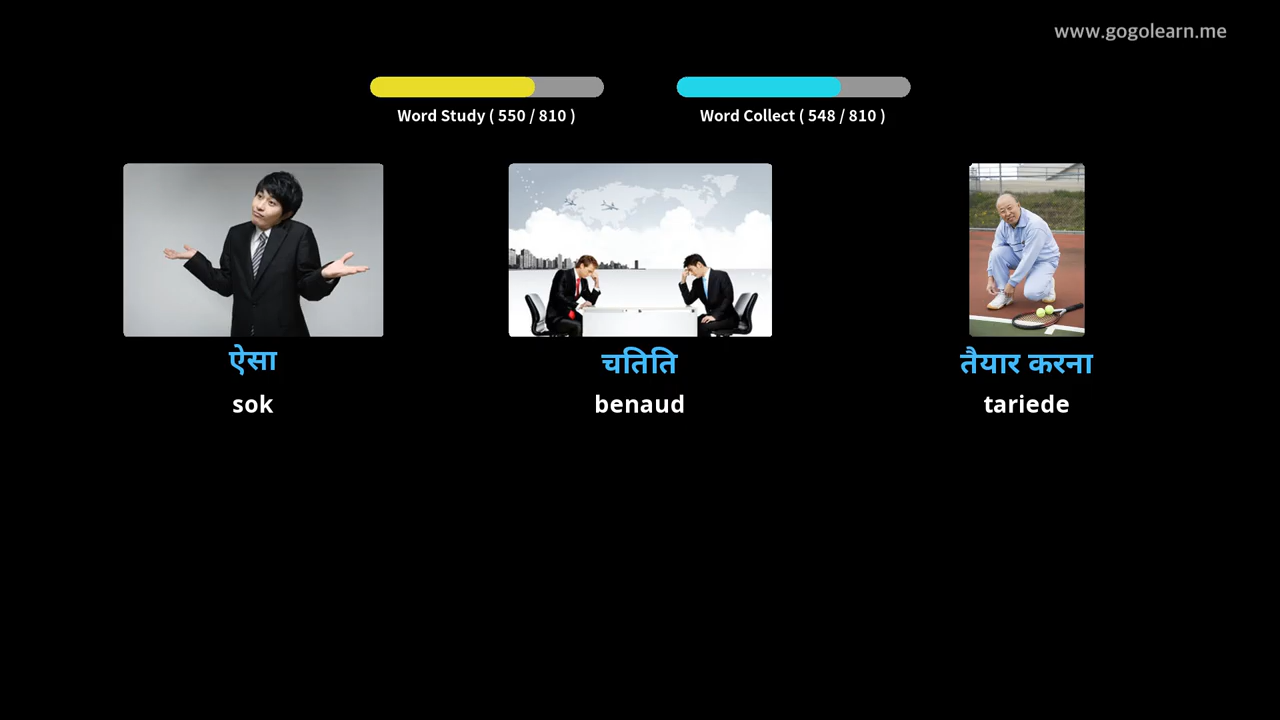 www.gogolearn.me
Word Study ( 550 / 810 )
Word Collect ( 548 / 810 )
ऐसा
चतिति
तैयार करना
sok
benaud
tariede